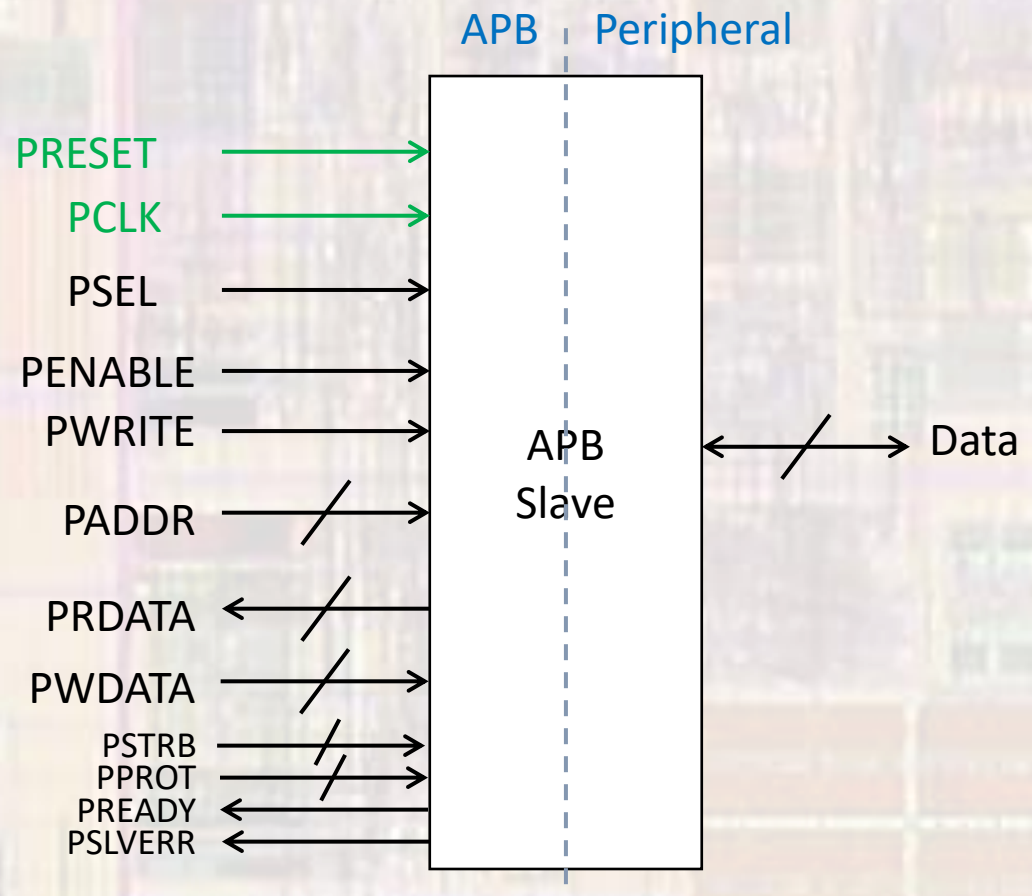 APB Peripheral
PRESET
PCLK
PSEL
PENABLE
PWRITE
PADDR
PRDATA
PWDATA
PSTRB
PPROT
PREADY
PSLVERR
APB
Slave
Data